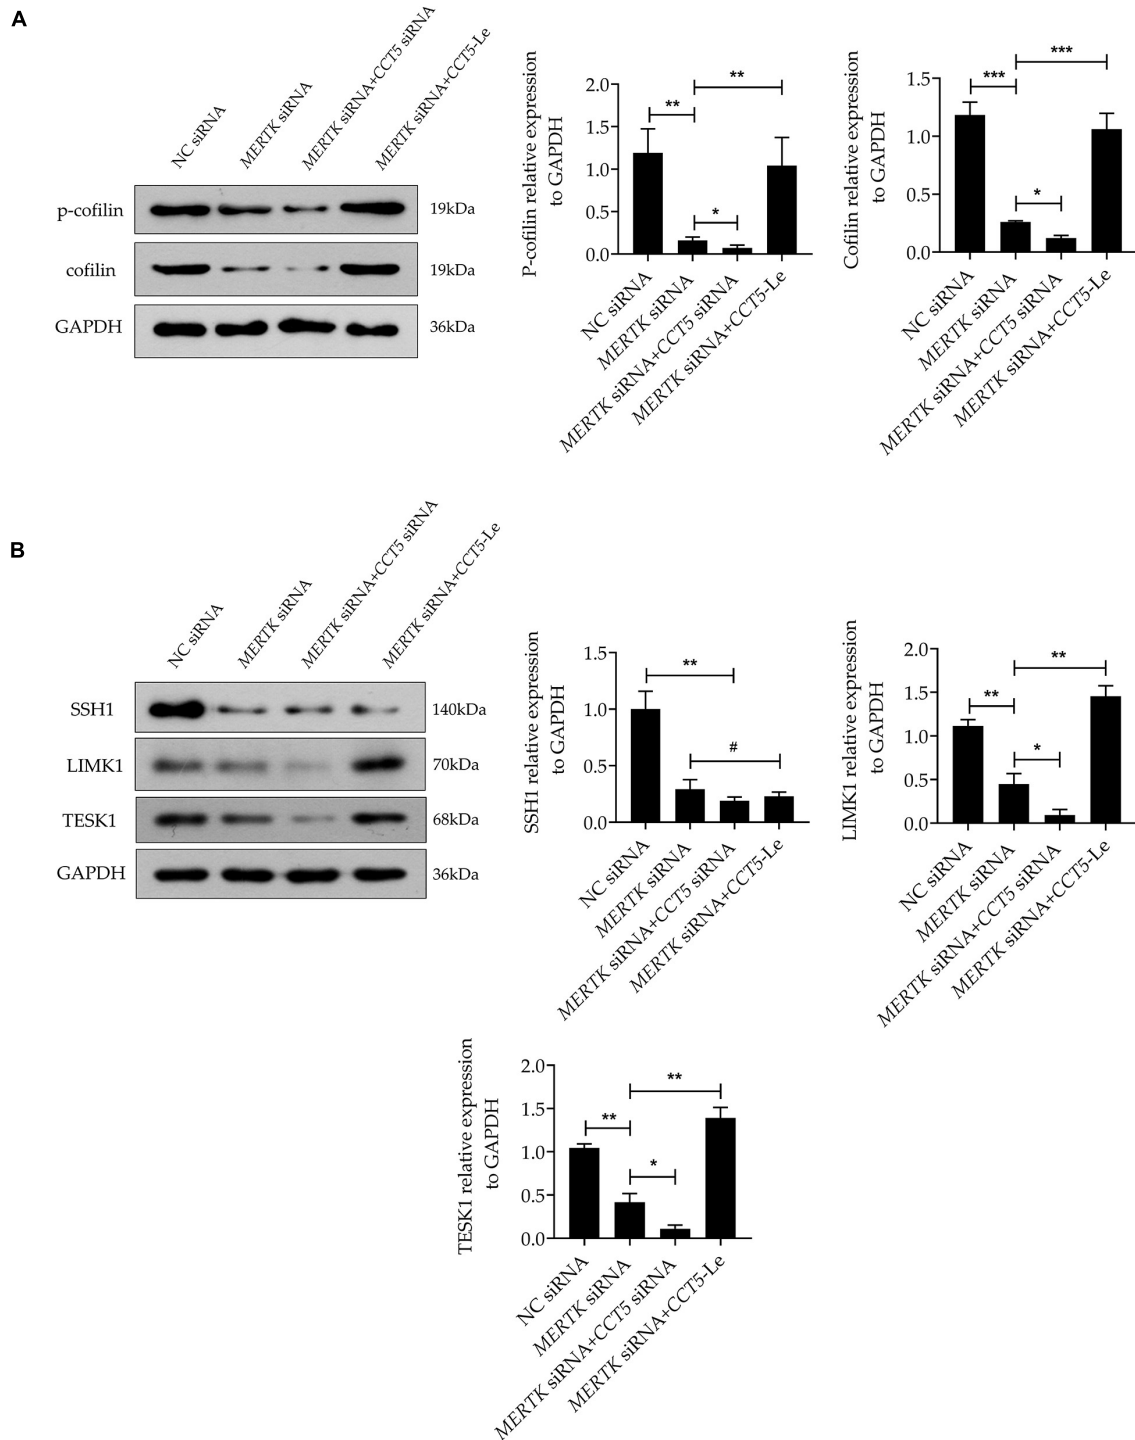 A
NC siRNA
MERTK siRNA
MERTK siRNA+CCT5 siRNA
MERTK siRNA+CCT5-Le
p-cofilin
19kDa
cofilin
19kDa
GAPDH
36kDa
P-cofilin relative expression
to GAPDH
2.0
1.5
1.0
0.5
0.0
**
**
*
NC siRNA
MERTK siRNA
MERTK siRNA+CCT5 siRNA
MERTK siRNA+CCT5-Le
Cofilin relative expression
to GAPDH
1.5
1.0
0.5
0.0
***
***
*
NC siRNA
MERTK siRNA
MERTK siRNA+CCT5 siRNA
MERTK siRNA+CCT5-Le
B
NC siRNA
MERTK siRNA
MERTK siRNA+CCT5 siRNA
MERTK siRNA+CCT5-Le
SSH1
140kDa
LIMK1
70kDa
TESK1
68kDa
GAPDH
36kDa
SSH1 relative expression
to GAPDH
1.5
1.0
0.5
0.0
**
#
NC siRNA
MERTK siRNA
MERTK siRNA+CCT5 siRNA
MERTK siRNA+CCT5-Le
LIMK1 relative expression
to GAPDH
2.0
1.5
1.0
0.5
0.0
**
**
*
NC siRNA
MERTK siRNA
MERTK siRNA+CCT5 siRNA
MERTK siRNA+CCT5-Le
TESK1 relative expression
to GAPDH
2.0
1.5
1.0
0.5
0.0
**
**
*
NC siRNA
MERTK siRNA
MERTK siRNA+CCT5 siRNA
MERTK siRNA+CCT5-Le